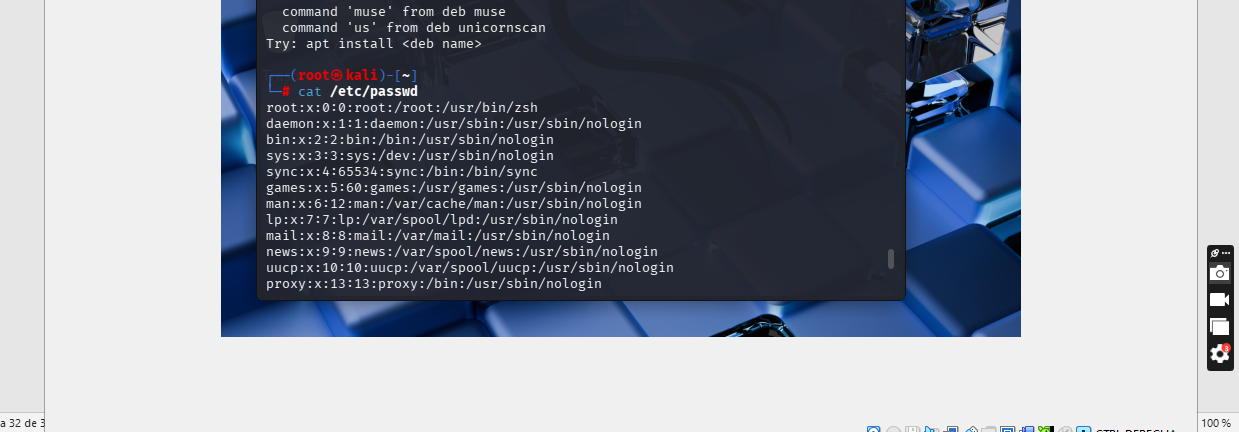 command 'muse' from deb muse
command 'us' from deb unicornscan
Try: apt install <deb name>
(root㉿kali)-[~]
# cat /etc/passwd
root:x:0:0:root:/root:/usr/bin/zsh
daemon:x:1:1:daemon:/usr/sbin:/usr/sbin/nologin
bin:x:2:2:bin:/bin:/usr/sbin/nologin
sys:x:3:3:sys:/dev:/usr/sbin/nologin
sync:x:4:65534:sync:/bin:/bin/sync
games:x:5:60:games:/usr/games:/usr/sbin/nologin
man:x:6:12:man:/var/cache/man:/usr/sbin/nologin
lp:x:7:7:lp:/var/spool/lpd:/usr/sbin/nologin
mail:x:8:8:mail:/var/mail:/usr/sbin/nologin
news:x:9:9:news:/var/spool/news:/usr/sbin/nologin
uucp:x:10:10:uucp:/var/spool/uucp:/usr/sbin/nologin
proxy:x:13:13:proxy:/bin:/usr/sbin/nologin
3
a 32 de
100 %